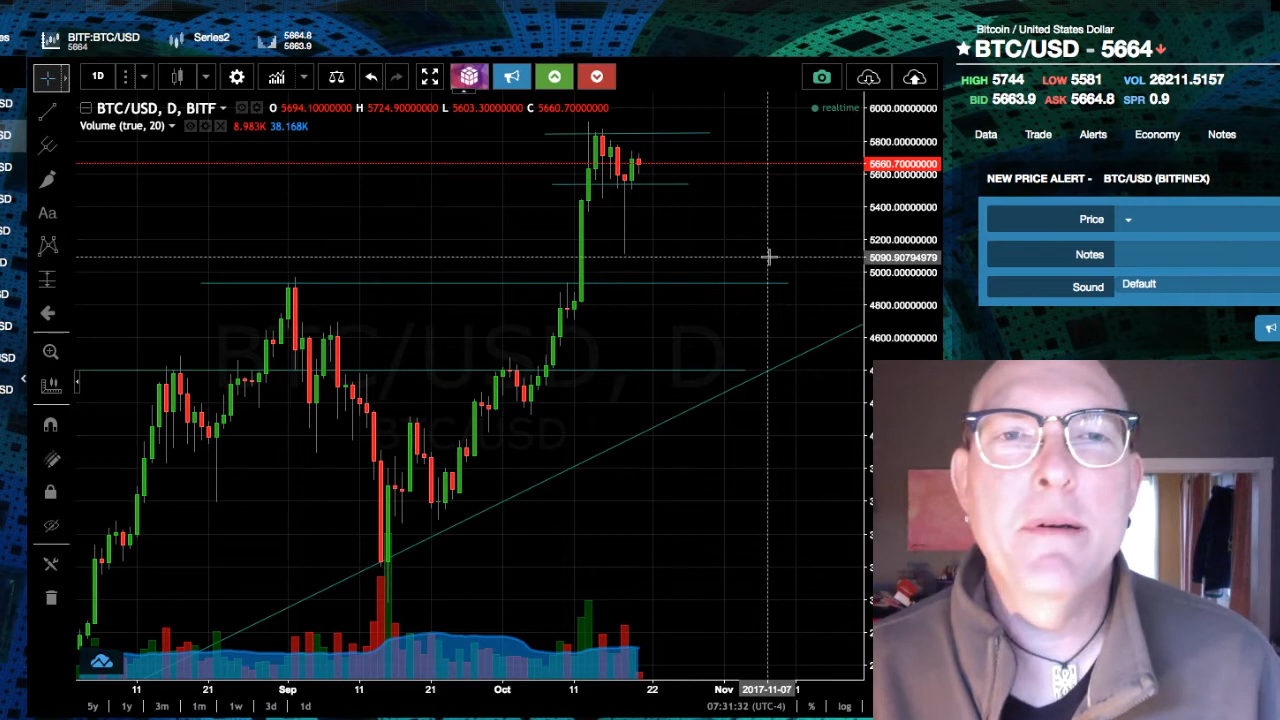 BITF:BTC/USD
5664
Series2
5664.8
5663.9
Bitcoin / United States Dollar
BTC/USD - 5664
HIGH 5744 LOW 5581 VOL 26211.5157
BID 5663.9 ASK 5664.8 SPR 0.9
Data Trade Alerts Economy Notes
NEW PRICE ALERT - BTC/USD (BITFINEX)
Price
Notes
Sound Default
1D
BTC/USD, D, BITF O 5694.10000000 H 5724.90000000 L 5603.30000000 C 5660.70000000
realtime
Volume (true, 20) 8.983K 38.168K
6000.00000000
5800.00000000
5660.70000000
5600.00000000
5400.00000000
5200.00000000
5090.90794979
5000.00000000
4800.00000000
4600.00000000
BTC/USD, D
BTC/USD
Aa
11 21 Sep 11 21 Oct 11 22 Nov 2017-11-07
5y 1y 3m 1m 1w 3d 1d 07:31:32 (UTC-4) % log